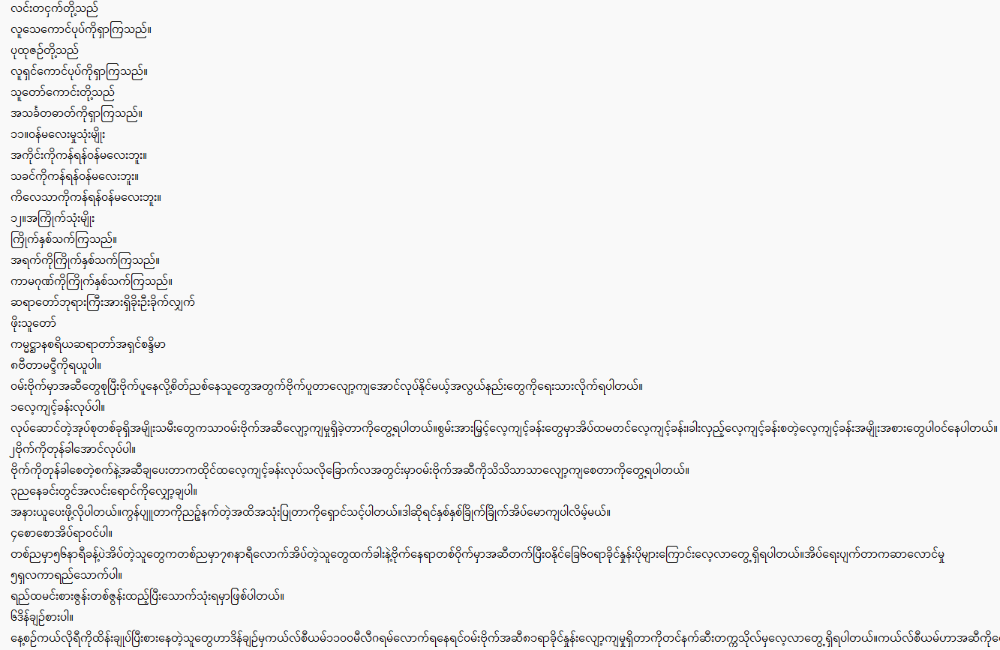 လင်းတငှက်တို့သည်
လူသေကောင်ပုပ်ကိုရှာကြသည်။
ပုထုဇဉ်တို့သည်
လူရှင်ကောင်ပုပ်ကိုရှာကြသည်။
သူတော်ကောင်းတို့သည်
အသင်္ခတဓာတ်ကိုရှာကြသည်။
၁၁။ဝန်မလေးမှုသုံးမျိုး
အကိုင်းကိုကန်ရန်ဝန်မလေးဘူး။
သခင်ကိုကန်ရန်ဝန်မလေးဘူး။
ကိလေသာကိုကန်ရန်ဝန်မလေးဘူး။
၁၂။အကြိုက်သုံးမျိုး
ကြိုက်နှစ်သက်ကြသည်။
အရက်ကိုကြိုက်နှစ်သက်ကြသည်။
ကာမဂုဏ်ကိုကြိုက်နှစ်သက်ကြသည်။
ဆရာတော်ဘုရားကြီးအားရှိခိုးဦးခိုက်လျှက်
ဖိုးသူတော်
ကမ္မဋ္ဌာနစရိယဆရာတာ်အရှင်စန္ဒိမာ
၈ဗီတာမင်ဒီကိုရယူပါ။
ဝမ်းဗိုက်မှာအဆီတွေစုပြီးဗိုက်ပူနေလို့စိတ်ညစ်နေသူတွေအတွက်ဗိုက်ပူတာလျော့ကျအောင်လုပ်နိုင်မယ့်အလွယ်နည်းတွေကိုရေးသားလိုက်ရပါတယ်။
၁လေ့ကျင့်ခန်းလုပ်ပါ။
လုပ်ဆောင်တဲ့အုပ်စုတစ်ခုရှိအမျိုးသမီးတွေကသာဝမ်းဗိုက်အဆီလျော့ကျမှုရှိခဲ့တာကိုတွေ့ရပါတယ်။စွမ်းအားမြှင့်လေ့ကျင့်ခန်းတွေမှာအိပ်ထမတင်လေ့ကျင့်ခန်း၊ခါးလှည့်လေ့ကျင့်ခန်းစတဲ့လေ့ကျင့်ခန်းအမျိုးအစားတွေပါဝင်နေပါတယ်။
၂ဗိုက်ကိုတုန်ခါအောင်လုပ်ပါ။
ဗိုက်ကိုတုန်ခါစေတဲ့စက်နဲ့အဆီချပေးတာကထိုင်ထလေ့ကျင့်ခန်းလုပ်သလိုခြောက်လအတွင်းမှာဝမ်းဗိုက်အဆီကိုသိသိသာသာလျော့ကျစေတာကိုတွေ့ရပါတယ်။
၃ညနေခင်းတွင်အလင်းရောင်ကိုလျှော့ချပါ။
အနားယူပေးဖို့လိုပါတယ်။ကွန်ပျူတာကိုညဉ့်နက်တဲ့အထိအသုံးပြုတာကိုရှောင်သင့်ပါတယ်။ဒါဆိုရင်နှစ်နှစ်ခြိုက်ခြိုက်အိပ်မောကျပါလိမ့်မယ်။
၄စောစောအိပ်ရာဝင်ပါ။
တစ်ညမှာ၅၆နာရီခန့်ပဲအိပ်တဲ့သူတွေကတစ်ညမှာ၇၈နာရီလောက်အိပ်တဲ့သူတွေထက်ခါးနဲ့ဗိုက်နေရာတစ်ဝိုက်မှာအဆီတက်ပြီးဝနိုင်ခြေ၆၀ရာခိုင်နှုန်းပိုများကြောင်းလေ့လာတွေ့ရှိရပါတယ်။အိပ်ရေးပျက်တာကဆာလောင်မှု
၅ရှလကာရည်သောက်ပါ။
ရည်ထမင်းစားဇွန်းတစ်ဇွန်းထည့်ပြီးသောက်သုံးရမှာဖြစ်ပါတယ်။
၆ဒိန်ချဉ်စားပါ။
နေ့စဉ်ကယ်လိုရီကိုထိန်းချုပ်ပြီးစားနေတဲ့သူတွေဟာဒိန်ချဉ်မှကယ်လ်စီယမ်၁၁၀၀မီလီဂရမ်လောက်ရနေရင်ဝမ်းဗိုက်အဆီ၈၁ရာခိုင်နှုန်းလျော့ကျမှုရှိတာကိုတင်နက်ဆီးတက္ကသိုလ်မှလေ့လာတွေ့ရှိရပါတယ်။ကယ်လ်စီယမ်ဟာအဆီကို